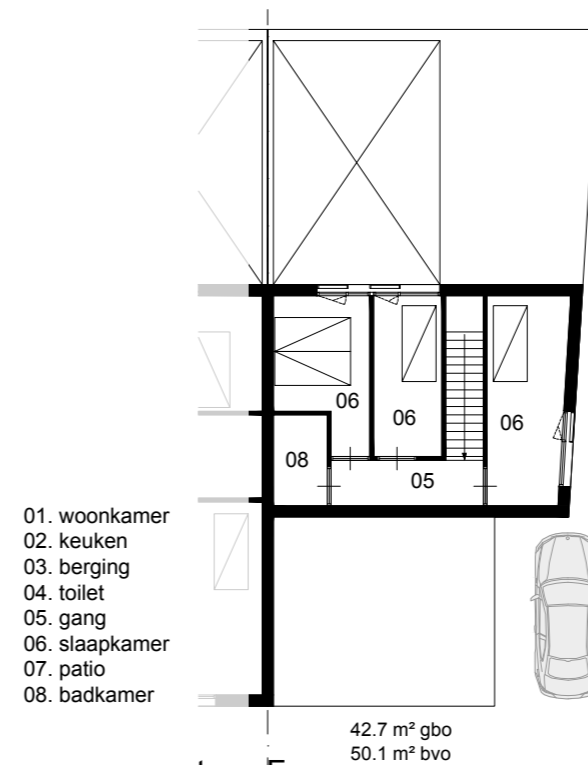 06
06
06
08
05
01. woonkamer
02. keuken
03. berging
04. toilet
05. gang
06. slaapkamer
07. patio
08. badkamer
42.7 m² gbo
50.1 m² bvo